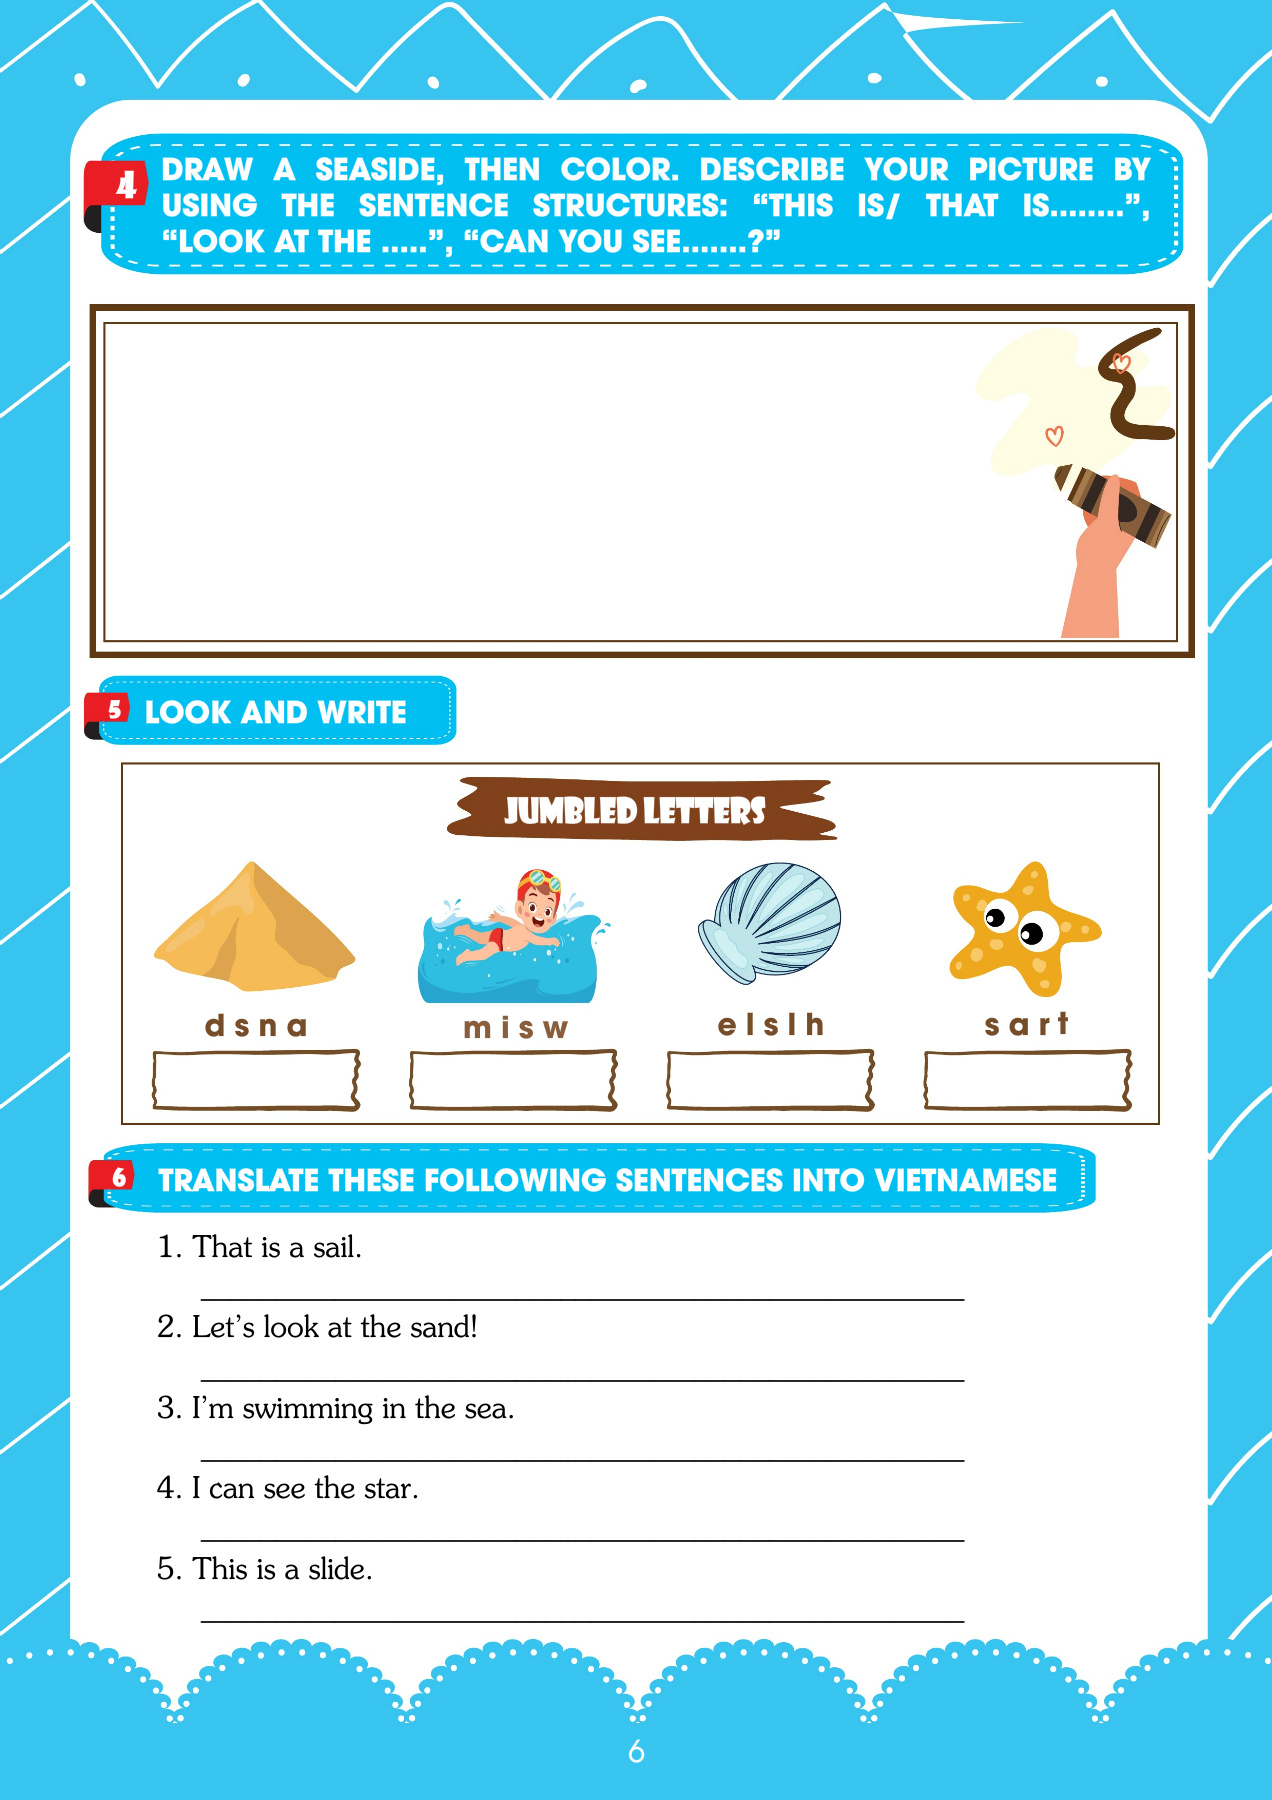 4
DRAW A SEASIDE, THEN COLOR. DESCRIBE YOUR PICTURE BY
USING THE SENTENCE STRUCTURES: “THIS IS/ THAT IS........”,
“LOOK AT THE .....”, “CAN YOU SEE.......?”
5
LOOK AND WRITE
JUMBLED LETTERS
d s n a
m i s w
e l s l h
s a r t
6
TRANSLATE THESE FOLLOWING SENTENCES INTO VIETNAMESE
1. That is a sail.
2. Let’s look at the sand!
3. I’m swimming in the sea.
4. I can see the star.
5. This is a slide.
6